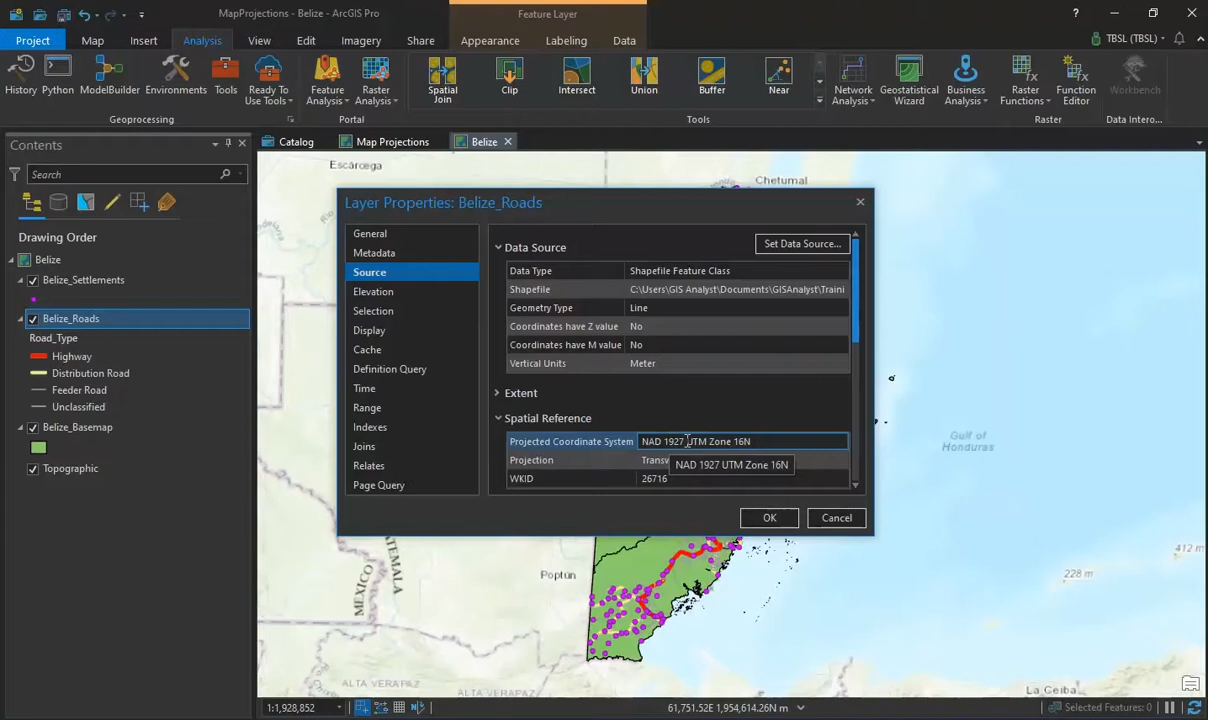 MapProjections - Belize - ArcGIS Pro
Feature Layer
?
Project
Map
Insert
Analysis
View
Edit
Imagery
Share
Appearance
Labeling
Data
TBSL (TBSL)
History
Python
ModelBuilder
Environments
Tools
Ready To
Use Tools
Feature
Analysis
Raster
Analysis
Spatial
Join
Clip
Intersect
Union
Buffer
Near
Network
Analysis
Geostatistical
Wizard
Business
Analysis
Raster
Functions
Function
Editor
Workbench
Geoprocessing
Portal
Tools
Raster
Data Intero...
Contents
Catalog
Map Projections
Belize
Search
Drawing Order
Belize
Belize_Settlements
Belize_Roads
Road_Type
Highway
Distribution Road
Feeder Road
Unclassified
Belize_Basemap
Topographic
Escárcega
Chetumal
Layer Properties: Belize_Roads
General
Metadata
Source
Elevation
Selection
Display
Cache
Definition Query
Time
Range
Indexes
Joins
Relates
Page Query
Data Source
Set Data Source...
Data Type Shapefile Feature Class
Shapefile C:\Users\GIS Analyst\Documents\GISAnalyst\Traini
Geometry Type Line
Coordinates have Z value No
Coordinates have M value No
Vertical Units Meter
Extent
Spatial Reference
Projected Coordinate System NAD 1927 UTM Zone 16N
Projection Transv
NAD 1927 UTM Zone 16N
WKID 26716
OK
Cancel
Gulf of
Honduras
Poptún
MEXICO
GUATEMALA
412 m
228 m
ALTA VERAPAZ
ALTA VERAPAZ
La Ceiba
1:1,928,852
61,751.52E 1,954,614.26N
Selected Features: 0